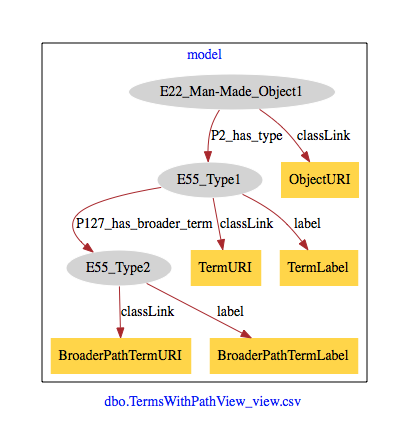 model
E22_Man-Made_Object1
P2_has_type
classLink
E55_Type1
ObjectURI
P127_has_broader_term
classLink
label
E55_Type2
TermURI
TermLabel
classLink
label
BroaderPathTermURI
BroaderPathTermLabel
dbo.TermsWithPathView_view.csv